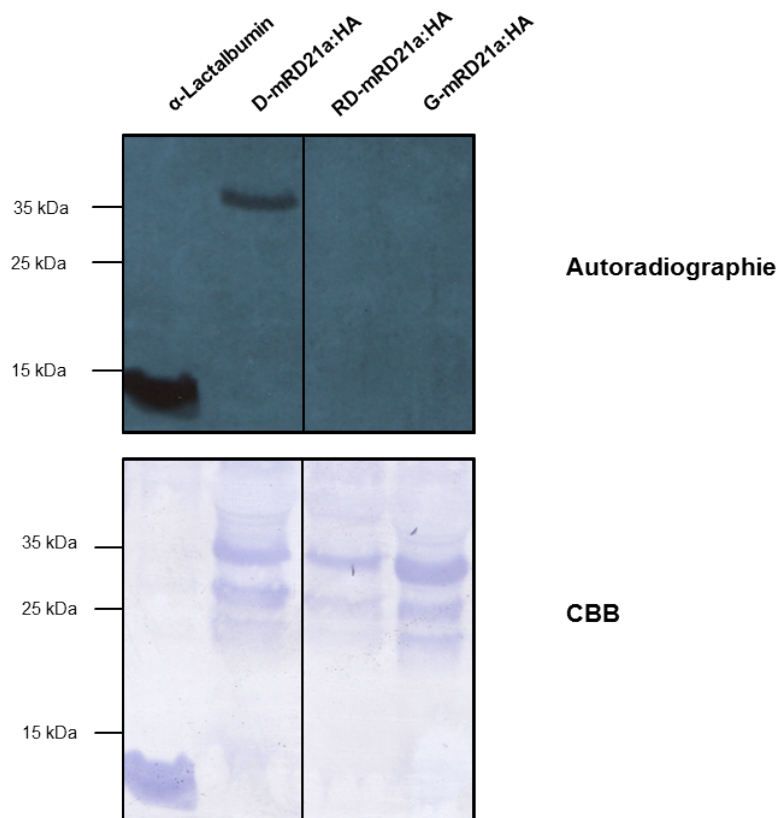 α-Lactalbumin
D-mRD21a:HA
RD-mRD21a:HA
G-mRD21a:HA
35 kDa
25 kDa
15 kDa
Autoradiographie
35 kDa
25 kDa
15 kDa
CBB